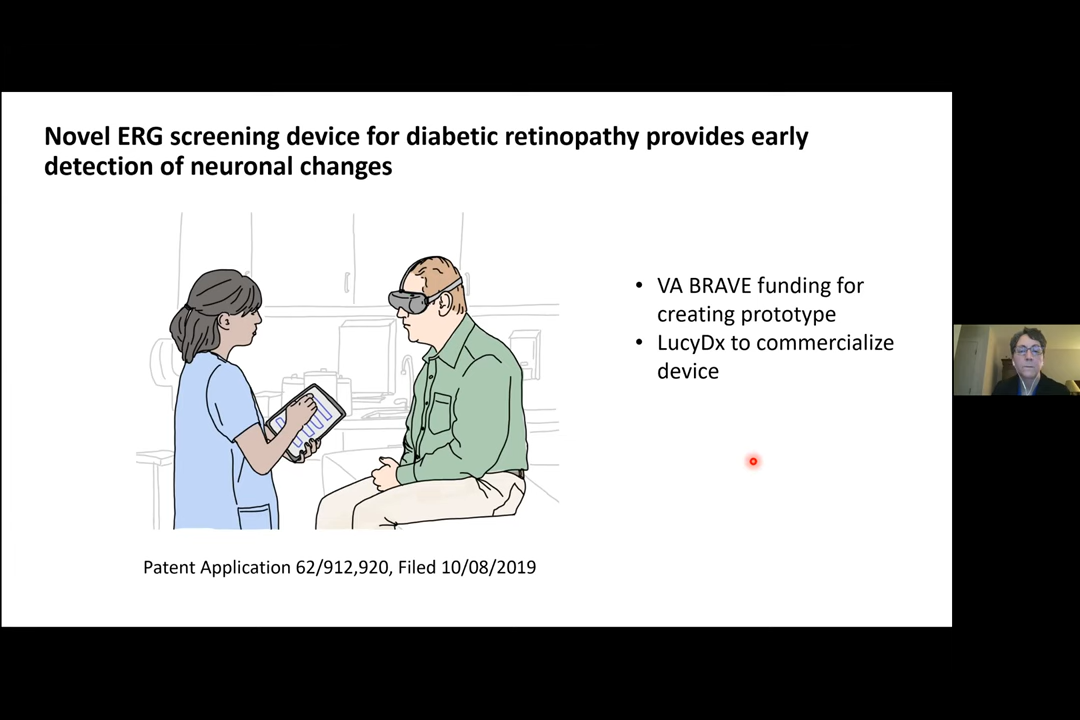 Novel ERG screening device for diabetic retinopathy provides early
detection of neuronal changes
• VA BRAVE funding for
creating prototype
• LucyDx to commercialize
device
Patent Application 62/912,920, Filed 10/08/2019